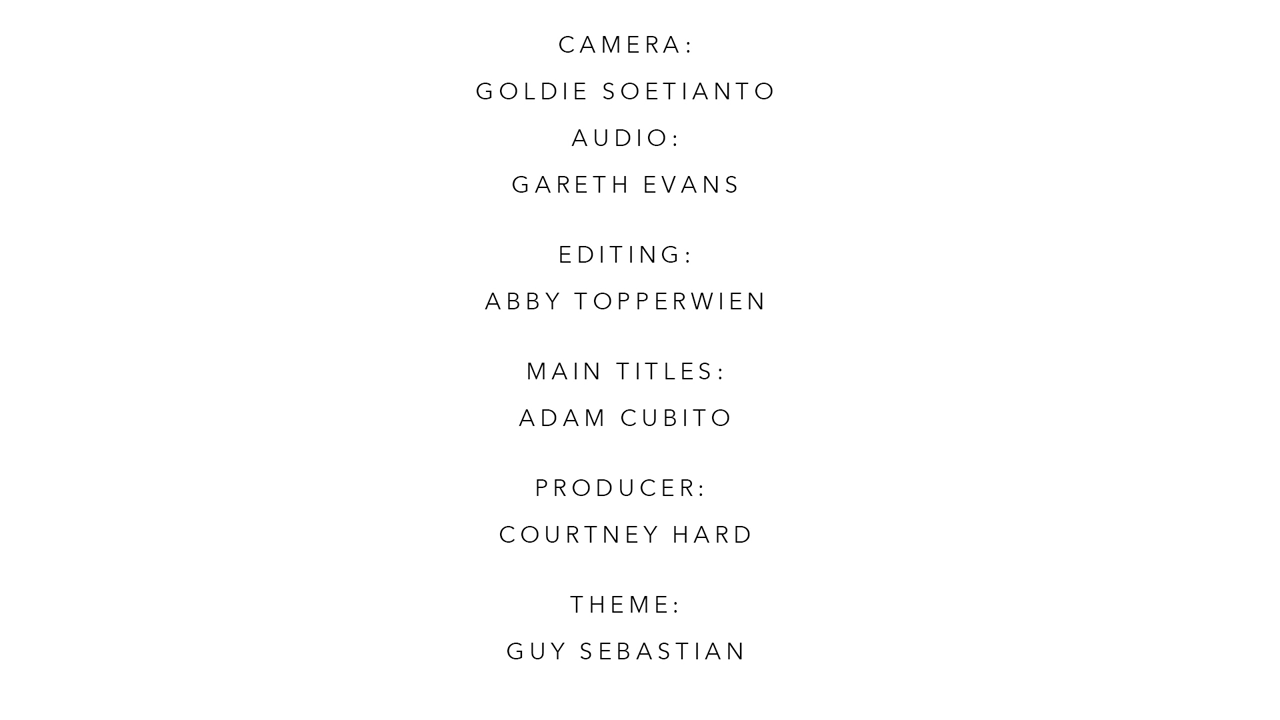 CAMERA:
GOLDIE SOETIANTO
AUDIO:
GARETH EVANS
EDITING:
ABBY TOPPERWIEN
MAIN TITLES:
ADAM CUBITO
PRODUCER:
COURTNEY HARD
THEME:
GUY SEBASTIAN